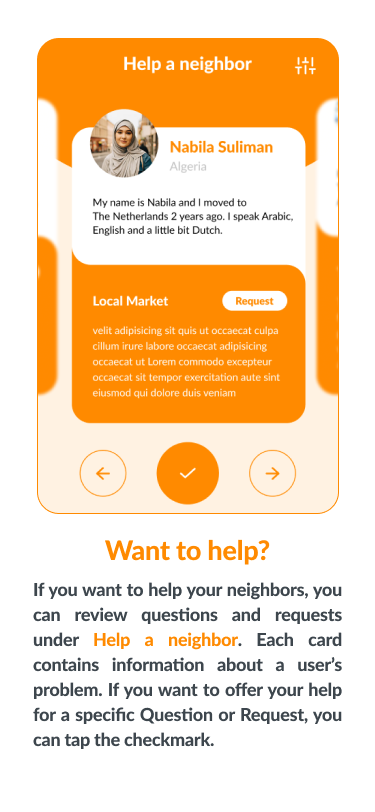 Help a neighbor
Nabila Suliman
Algeria
My name is Nabila and I moved to
The Netherlands 2 years ago. I speak Arabic,
English and a little bit Dutch.
Local Market
Request
velit adipisicing sit quis ut occaecat culpa
cillum irure labore occaecat adipisicing
occaecat ut Lorem commodo excepteur
occaecat sit tempor exercitation aute sint
eiusmod qui dolore duis veniam
Want to help?
If you want to help your neighbors, you
can review questions and requests
under Help a neighbor. Each card
contains information about a user's
problem. If you want to offer your help
for a specific Question or Request, you
can tap the checkmark.